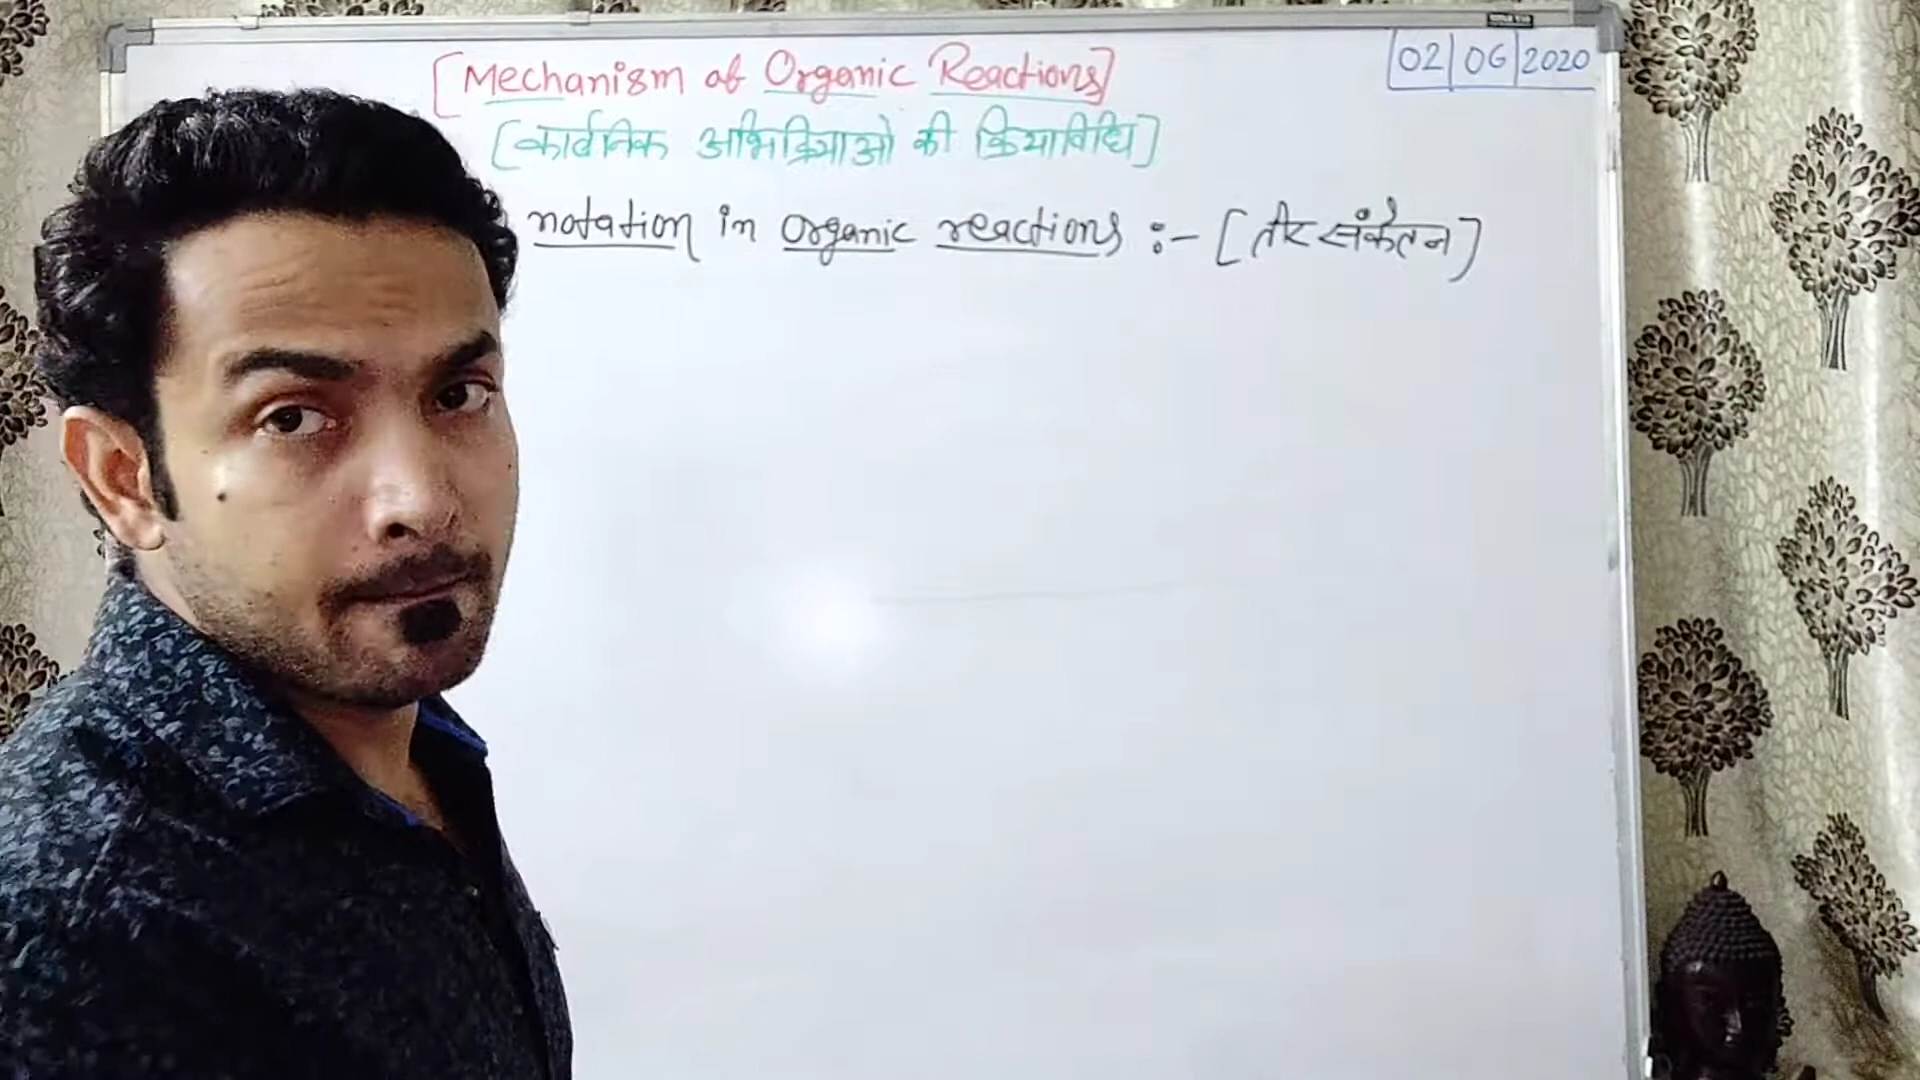 [Mechanism of Organic Reactions]
02|06|2020
[कार्बनिक अभिक्रियाओ की क्रियाविधि]
notation in Organic reactions :- [तीर संकेतन]